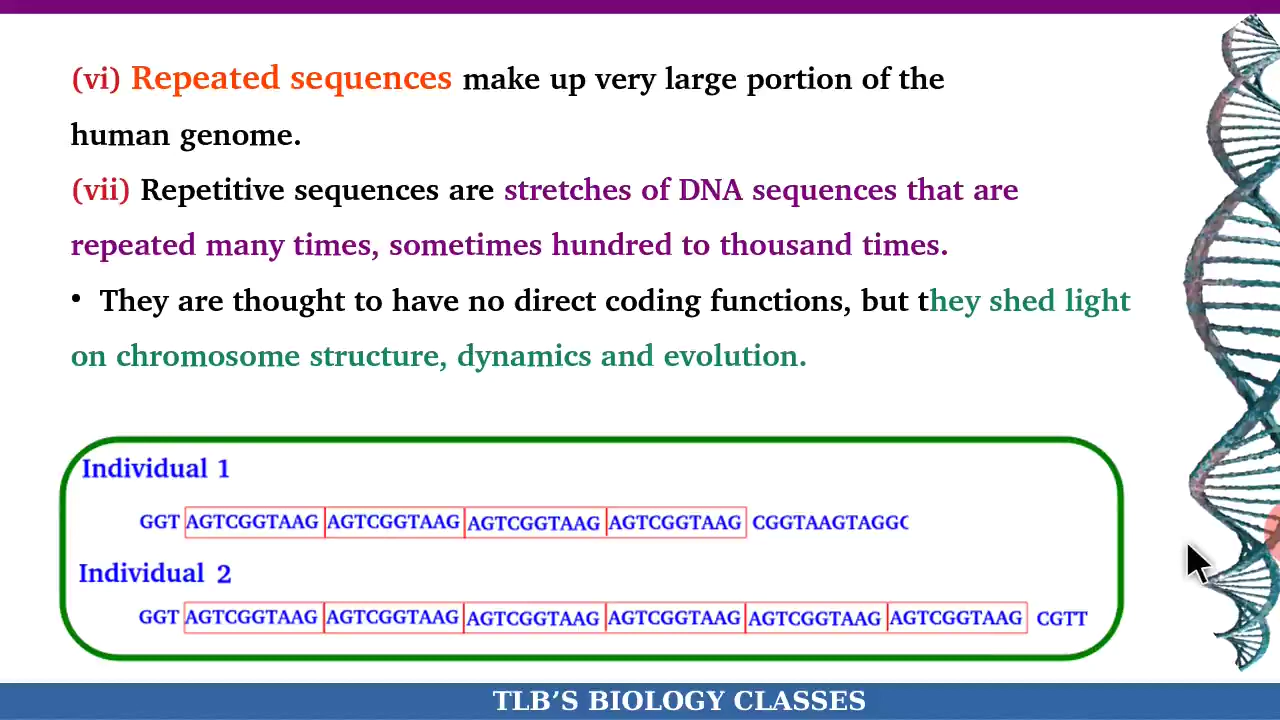 (vi) Repeated sequences make up very large portion of the
human genome.
(vii) Repetitive sequences are stretches of DNA sequences that are
repeated many times, sometimes hundred to thousand times.
• They are thought to have no direct coding functions, but they shed light
on chromosome structure, dynamics and evolution.
Individual 1
GGT AGTCGGTAAG AGTCGGTAAG AGTCGGTAAG AGTCGGTAAG CGGTAAGTAGGC
Individual 2
GGT AGTCGGTAAG AGTCGGTAAG AGTCGGTAAG AGTCGGTAAG AGTCGGTAAG AGTCGGTAAG CGTT
TLB’S BIOLOGY CLASSES